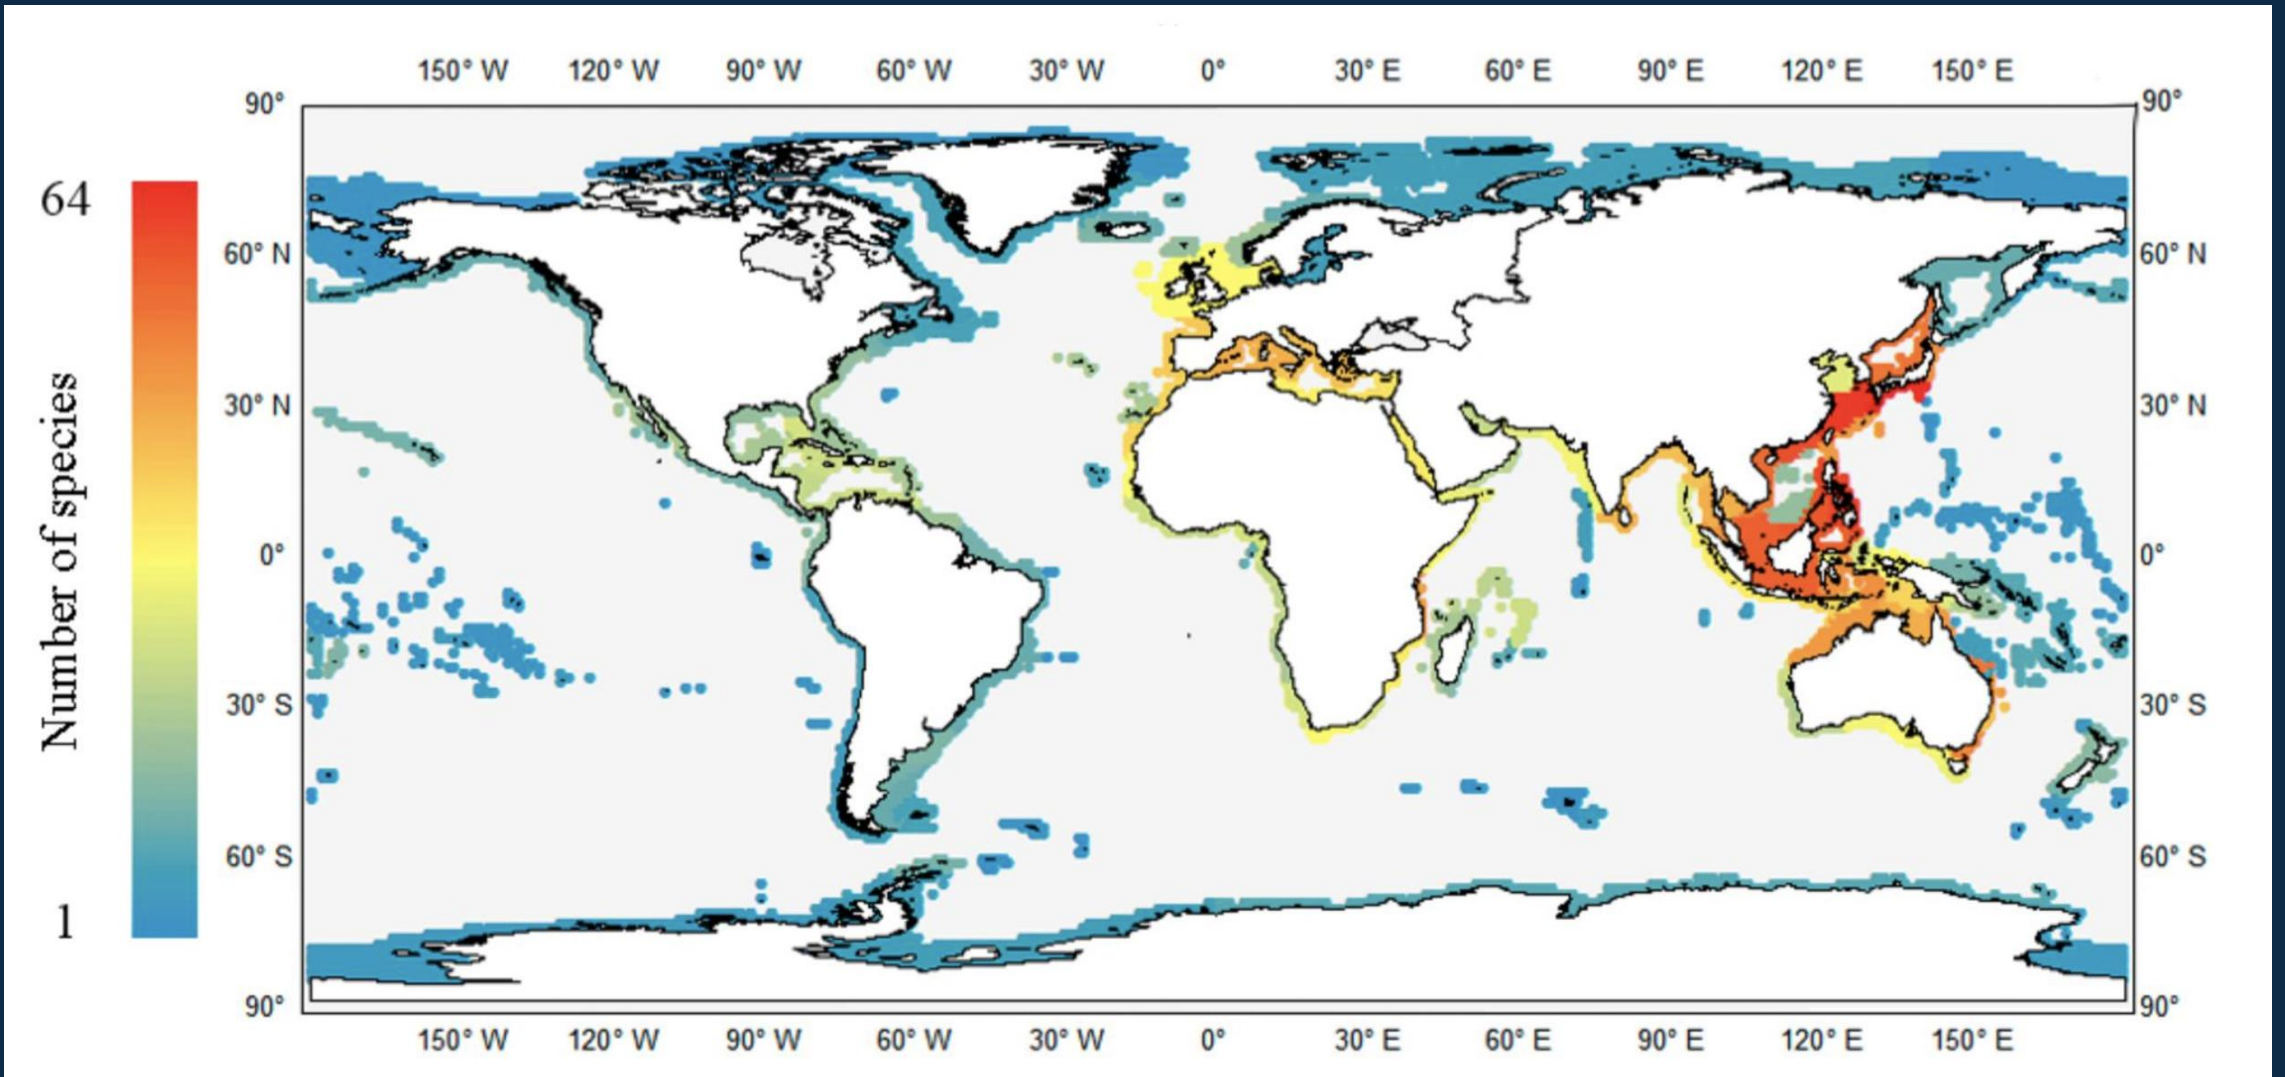 150° W 120° W 90° W 60° W 30° W 0° 30° E 60° E 90° E 120° E 150° E
90° 90°
64
60° N 60° N
30° N 30° N
Number of species
0° 0°
30° S 30° S
1
60° S 60° S
90° 90°
150° W 120° W 90° W 60° W 30° W 0° 30° E 60° E 90° E 120° E 150° E